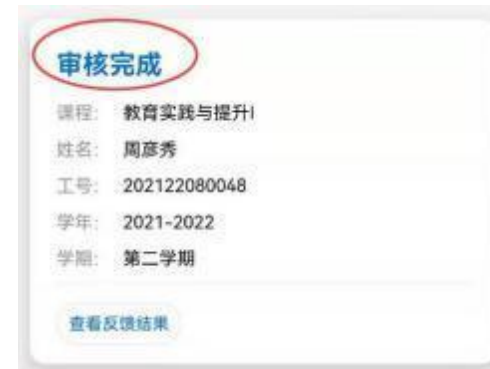 审核完成
课程: 教育实践与提升I
姓名: 周彦秀
工号: 202122080048
学年: 2021-2022
学期: 第二学期
查看反馈结果